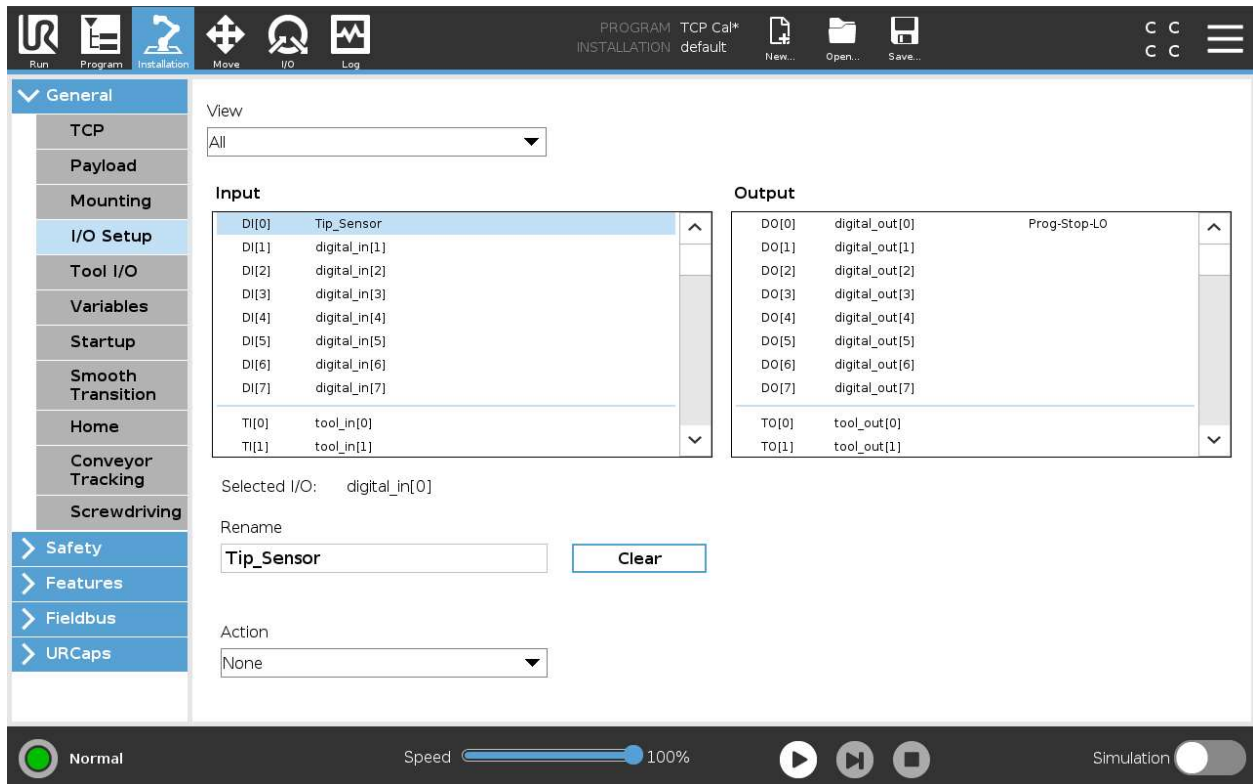 UR
Run
Program
Installation
Move
I/O
Log
PROGRAM TCP Cal*
INSTALLATION default
New...
Open...
Save...
C C
C C
General
TCP
Payload
Mounting
I/O Setup
Tool I/O
Variables
Startup
Smooth
Transition
Home
Conveyor
Tracking
Screwdriving
Safety
Features
Fieldbus
URCaps
View
All
Input
DI[0] Tip_Sensor
DI[1] digital_in[1]
DI[2] digital_in[2]
DI[3] digital_in[3]
DI[4] digital_in[4]
DI[5] digital_in[5]
DI[6] digital_in[6]
DI[7] digital_in[7]
TI[0] tool_in[0]
TI[1] tool_in[1]
Output
DO[0] digital_out[0] Prog-Stop-LO
DO[1] digital_out[1]
DO[2] digital_out[2]
DO[3] digital_out[3]
DO[4] digital_out[4]
DO[5] digital_out[5]
DO[6] digital_out[6]
DO[7] digital_out[7]
TO[0] tool_out[0]
TO[1] tool_out[1]
Selected I/O: digital_in[0]
Rename
Tip_Sensor
Clear
Action
None
Normal
Speed 100%
Simulation